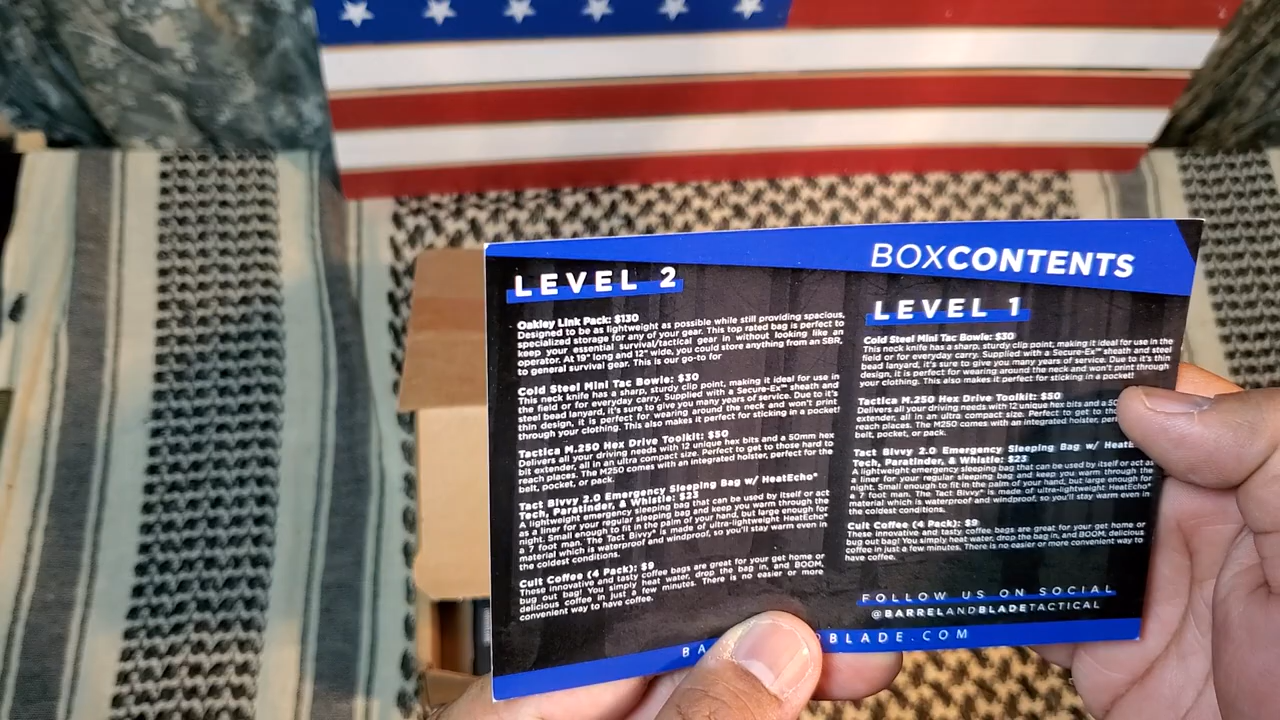 BOXCONTENTS
LEVEL 2
Oakley Link Pack: $130
Designed to be as lightweight as possible while still providing spacious,
specialized storage for any of your gear. This top rated bag is perfect to
keep your essential survival/tactical gear in without looking like an
operator. At 19" long and 12" wide, you could store anything from an SBR,
to general survival gear. This is our go-to for
Cold Steel Mini Tac Bowie: $30
This neck knife has a sharp, sturdy clip point, making it ideal for use in
the field or for everyday carry. Supplied with a Secure-Ex™ sheath and
steel bead lanyard, it's sure to give you many years of service. Due to it's
thin design, it is perfect for wearing around the neck and won't print
through your clothing. This also makes it perfect for sticking in a pocket!
Tactica M.250 Hex Drive Toolkit: $50
Delivers all your driving needs with 12 unique hex bits and a 50mm hex
bit extender, all in an ultra compact size. Perfect to get to those hard to
reach places. The M250 comes with an integrated holster, perfect for the
belt, pocket, or pack.
Tact Bivvy 2.0 Emergency Sleeping Bag w/ HeatEcho®
Tech, Paratinder, & Whistle: $23
A lightweight emergency sleeping bag that can be used by itself or act
as a liner for your regular sleeping bag and keep you warm through the
night. Small enough to fit in the palm of your hand, but large enough for
a 7 foot man. The Tact Bivvy® is made of ultra-lightweight HeatEcho®
material which is waterproof and windproof, so you'll stay warm even in
the coldest conditions.
Cult Coffee (4 Pack): $9
These innovative and tasty coffee bags are great for your get home or
bug out bag! You simply heat water, drop the bag in, and BOOM,
delicious coffee in just a few minutes. There is no easier or more
convenient way to have coffee.
LEVEL 1
Cold Steel Mini Tac Bowie: $30
This neck knife has a sharp, sturdy clip point, making it ideal for use in the
field or for everyday carry. Supplied with a Secure-Ex™ sheath and steel
bead lanyard, it's sure to give you many years of service. Due to it's thin
design, it is perfect for wearing around the neck and won't print through
your clothing. This also makes it perfect for sticking in a pocket!
Tactica M.250 Hex Drive Toolkit: $50
Delivers all your driving needs with 12 unique hex bits and a
extender, all in an ultra compact size. Perfect to get to
reach places. The M250 comes with an integrated holster,
belt, pocket, or pack.
Tact Bivvy 2.0 Emergency Sleeping Bag w/
Tech, Paratinder, & Whistle: $23
A lightweight emergency sleeping bag that can be used by itself or act as
a liner for your regular sleeping bag and keep you warm through the
night. Small enough to fit in the palm of your hand, but large enough for
a 7 foot man. The Tact Bivvy® is made of ultra-lightweight HeatEcho®
material which is waterproof and windproof, so you'll stay warm even in
the coldest conditions.
Cult Coffee (4 Pack): $9
These innovative and tasty coffee bags are great for your get home or
bug out bag! You simply heat water, drop the bag in, and BOOM, delicious
coffee in just a few minutes. There is no easier or more convenient way to
have coffee.
FOLLOW US ON SOCIAL
@BARRELANDBLADETACTICAL
BLADE.COM